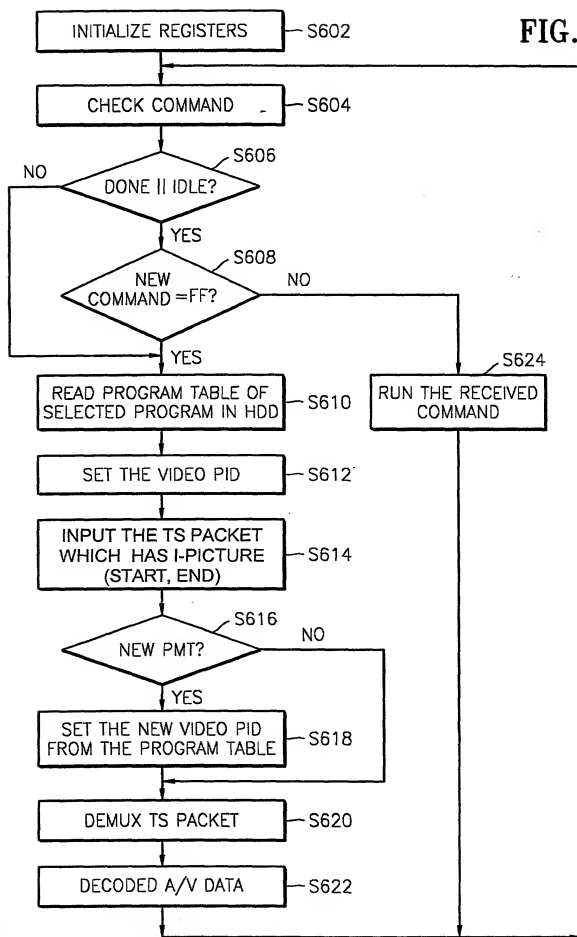 FIG.
INITIALIZE REGISTERS
S602
CHECK COMMAND
S604
S606
NO
DONE || IDLE?
YES
S608
NEW
COMMAND =FF?
NO
YES
READ PROGRAM TABLE OF
SELECTED PROGRAM IN HDD
S610
S624
RUN THE RECEIVED
COMMAND
SET THE VIDEO PID
S612
INPUT THE TS PACKET
WHICH HAS I-PICTURE
(START, END)
S614
S616
NEW PMT?
NO
YES
SET THE NEW VIDEO PID
FROM THE PROGRAM TABLE
S618
DEMUX TS PACKET
S620
DECODED A/V DATA
S622